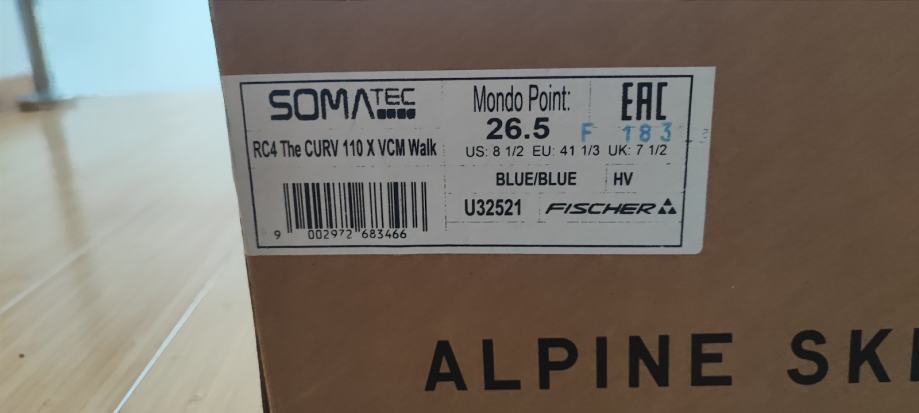 SOMATEC
RC4 The CURV 110 X VCM Walk
9 002972 683466
Mondo Point:
26.5
EAC
F 183
US: 8 1/2 EU: 41 1/3 UK: 7 1/2
BLUE/BLUE
HV
U32521
FISCHER
ALPINE SK